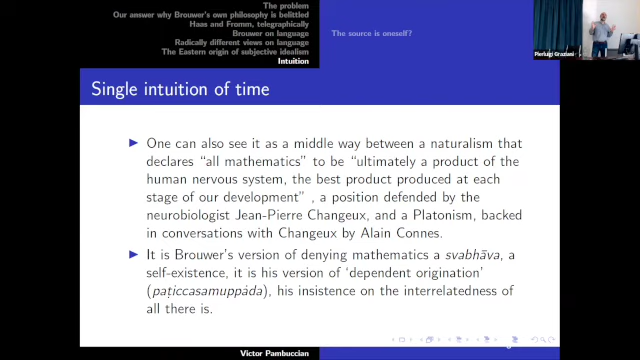 The problem
Our answer why Brouwer's own philosophy is belittled
Haas and Fromm, telegraphically
Brouwer on language
Radically different views on language
The Eastern origin of subjective idealism
Intuition
The source is oneself?
Pierluigi Graziani
Single intuition of time
One can also see it as a middle way between a naturalism that
declares “all mathematics” to be “ultimately a product of the
human nervous system, the best product produced at each
stage of our development” , a position defended by the
neurobiologist Jean-Pierre Changeux, and a Platonism, backed
in conversations with Changeux by Alain Connes.
It is Brouwer's version of denying mathematics a svabhāva, a
self-existence, it is his version of ‘dependent origination’
(paṭiccasamuppāda), his insistence on the interrelatedness of
all there is.
Victor Pambuccian